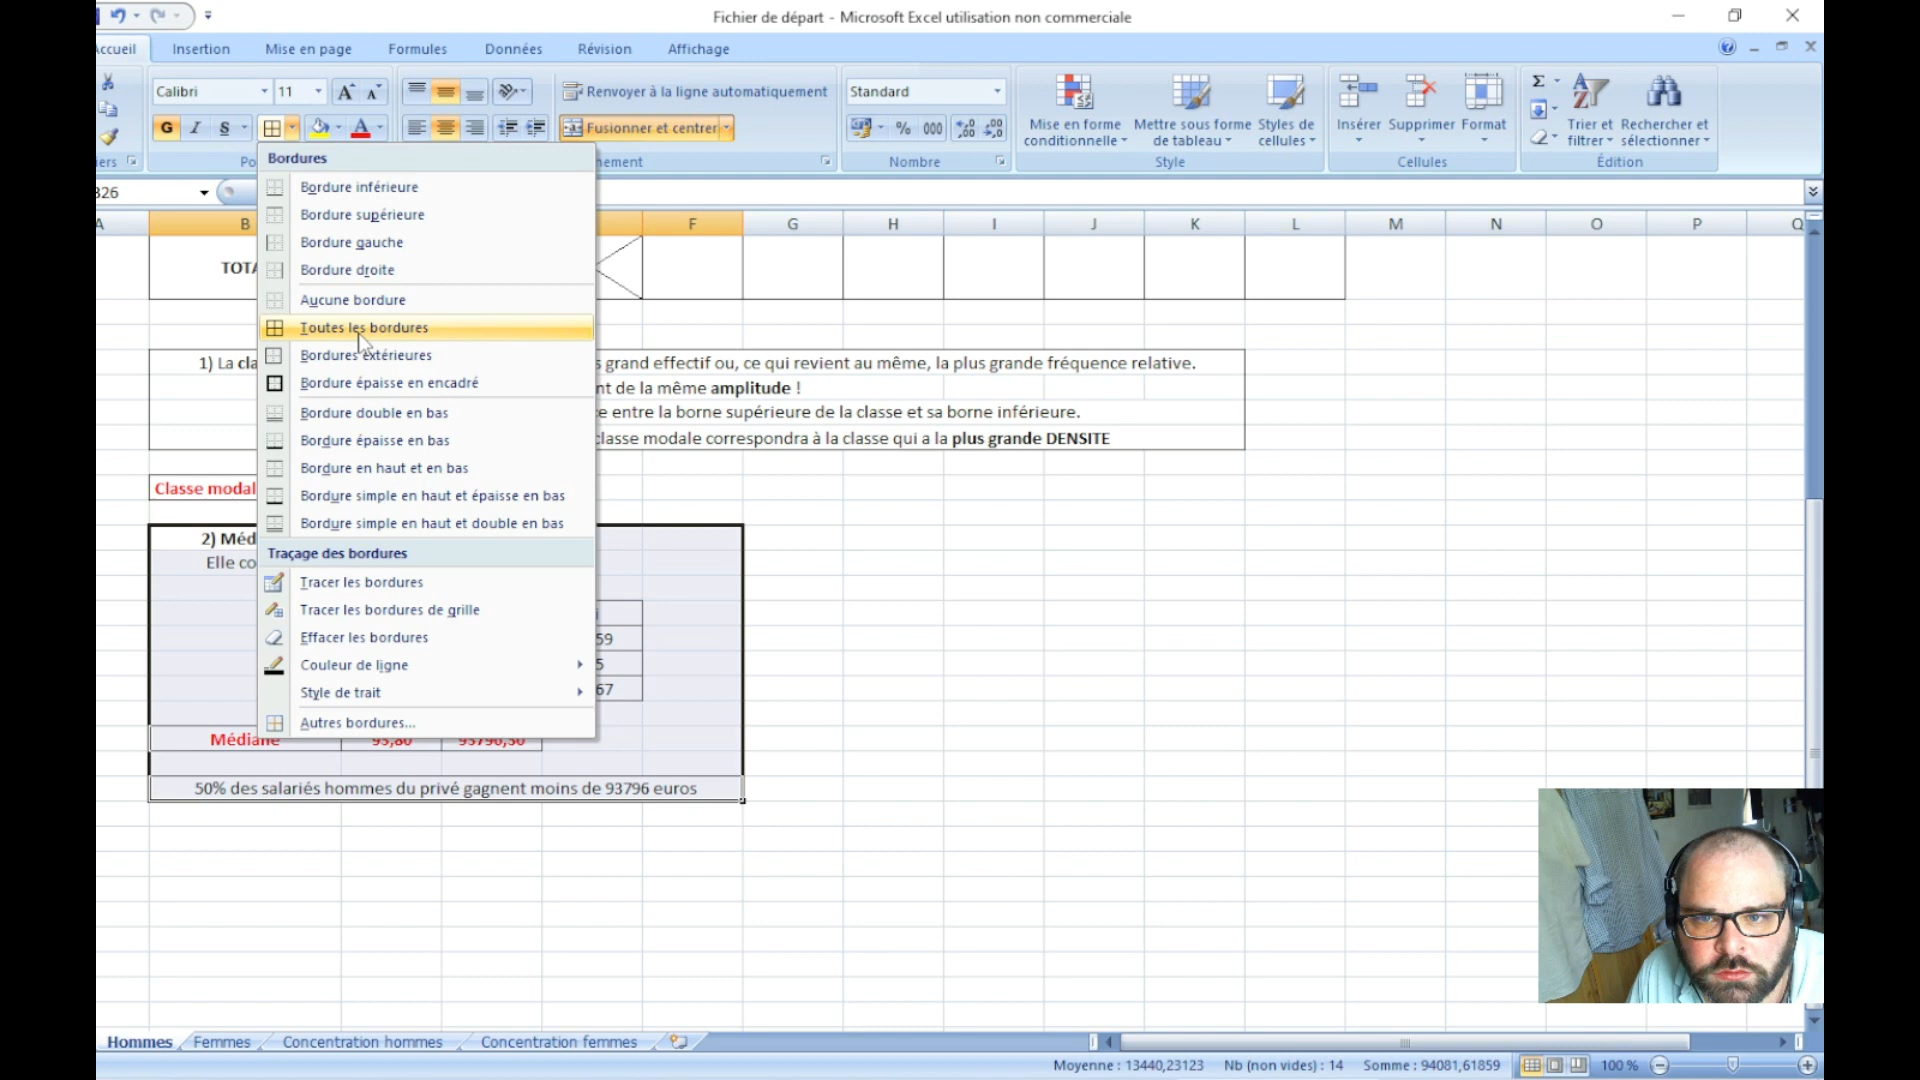 Fichier de départ - Microsoft Excel utilisation non commerciale
Accueil Insertion Mise en page Formules Données Révision Affichage
Calibri 11 Renvoyer à la ligne automatiquement Standard
G I S Fusionner et centrer % 000
Mise en forme conditionnelle Mettre sous forme de tableau Styles de cellules
Insérer Supprimer Format
Σ Trier et filtrer Rechercher et sélectionner
Nombre Style Cellules Édition
B26
A B F G H I J K L M N O P Q
Bordures
Bordure inférieure
Bordure supérieure
Bordure gauche
Bordure droite
Aucune bordure
Toutes les bordures
Bordures extérieures
Bordure épaisse en encadré
Bordure double en bas
Bordure épaisse en bas
Bordure en haut et en bas
Bordure simple en haut et épaisse en bas
Bordure simple en haut et double en bas
Traçage des bordures
Tracer les bordures
Tracer les bordures de grille
Effacer les bordures
Couleur de ligne
Style de trait
Autres bordures...
1) La
grand effectif ou, ce qui revient au même, la plus grande fréquence relative.
de la même amplitude !
entre la borne supérieure de la classe et sa borne inférieure.
classe modale correspondra à la classe qui a la plus grande DENSITE
Classe
2)
Elle
59
5
67
Médiane 93,80 93796,50
50% des salariés hommes du privé gagnent moins de 93796 euros
Hommes Femmes Concentration hommes Concentration femmes
Moyenne : 13440,23123 Nb (non vides) : 14 Somme : 94081,61859 100 %